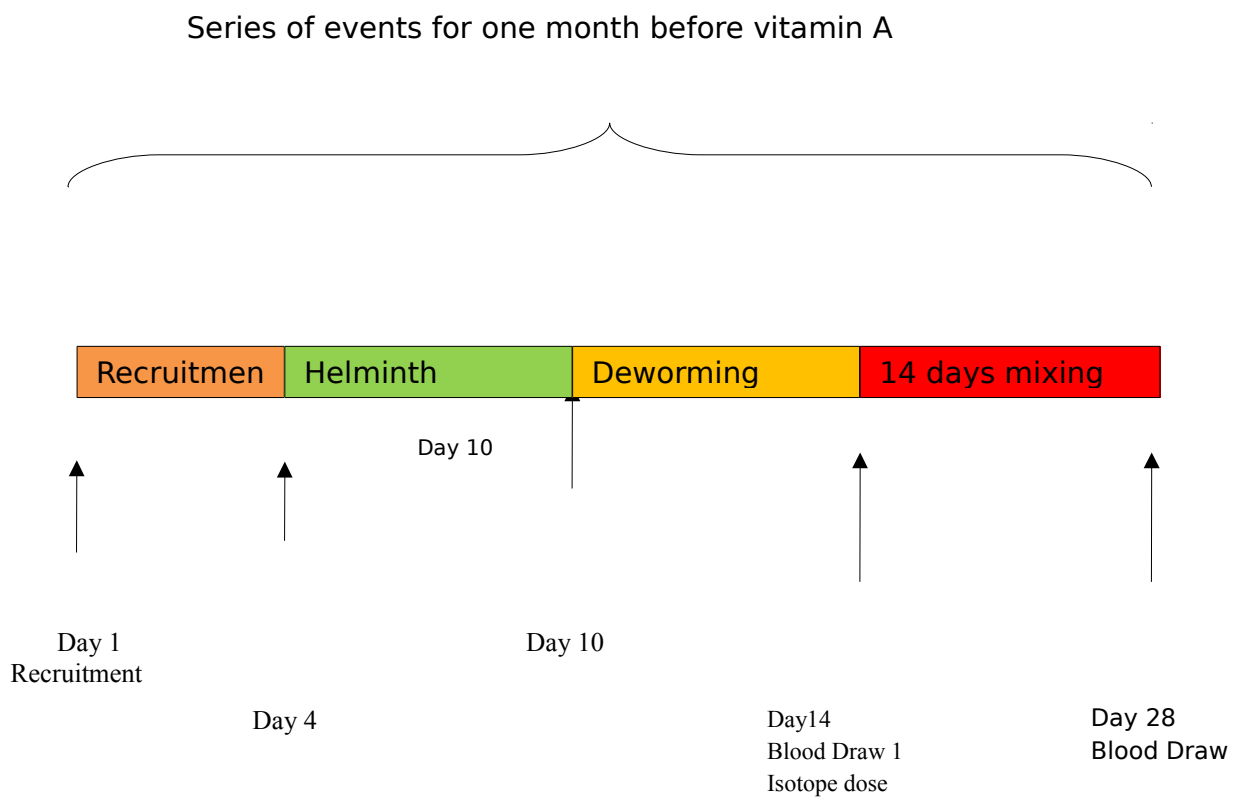 Series of events for one month before vitamin A
Recruitmen
Helminth
Deworming
14 days mixing
Day 10
Day 1
Recruitment
Day 4
Day 10
Day14
Blood Draw 1
Isotope dose
Day 28
Blood Draw